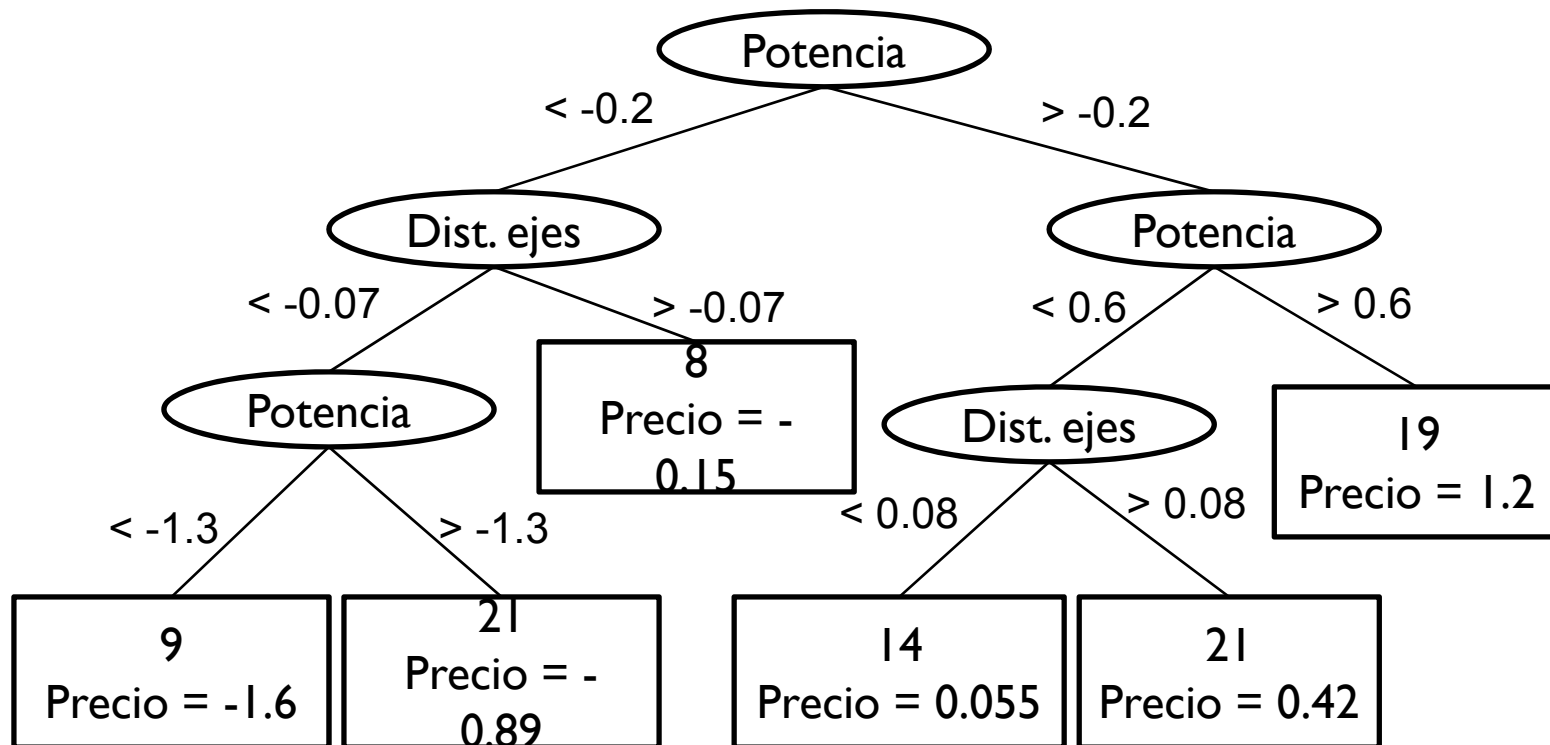 Potencia
< -0.2
> -0.2
Dist. ejes
Potencia
< -0.07
> -0.07
< 0.6
> 0.6
Potencia
8
Precio = -
0.15
Dist. ejes
19
Precio = 1.2
< -1.3
> -1.3
< 0.08
> 0.08
9
Precio = -1.6
21
Precio = -
0.89
14
Precio = 0.055
21
Precio = 0.42